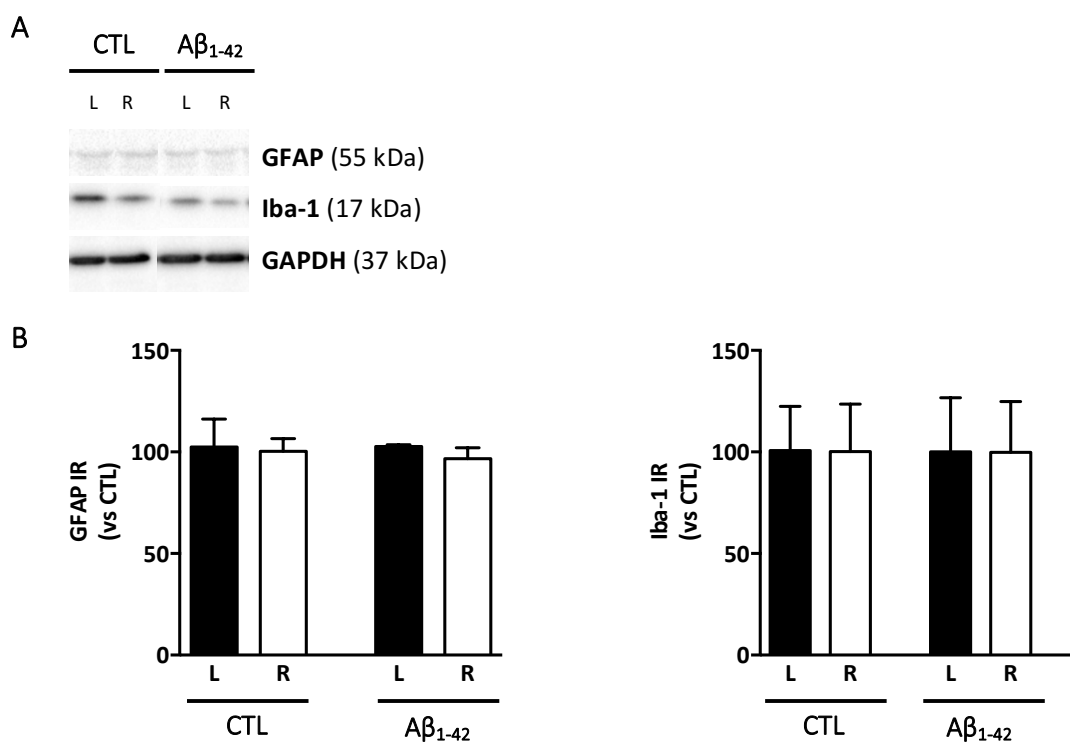 A
CTL Aβ1-42
L R L R
GFAP (55 kDa)
Iba-1 (17 kDa)
GAPDH (37 kDa)
B
150
100
50
0
GFAP IR
(vs CTL)
L R L R
CTL Aβ1-42
150
100
50
0
Iba-1 IR
(vs CTL)
L R L R
CTL Aβ1-42